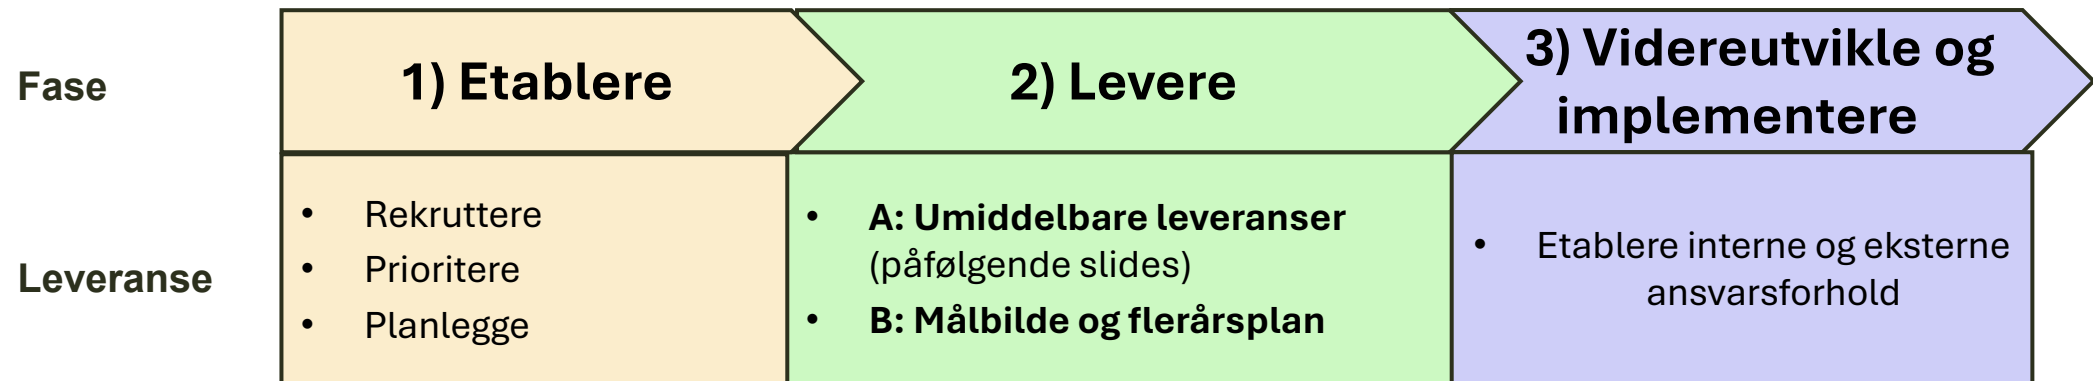 Fase
1) Etablere
2) Levere
3) Videreutvikle og
implementere
Leveranse
• Rekruttere
• Prioritere
• Planlegge
• A: Umiddelbare leveranser
(påfølgende slides)
• B: Målbilde og flerårsplan
• Etablere interne og eksterne
ansvarsforhold